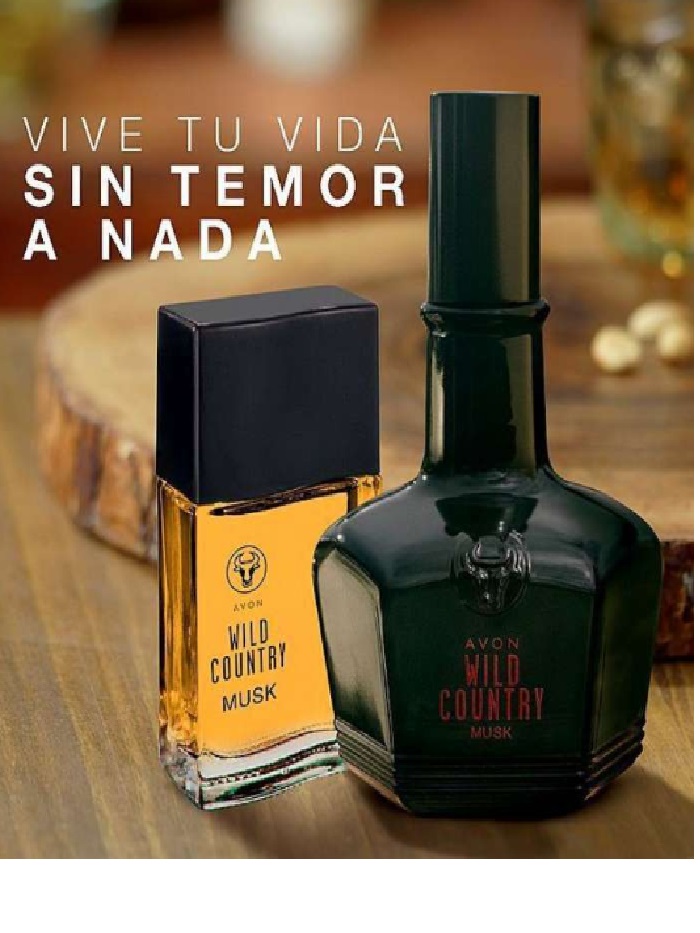 VIVE TU VIDA
SIN TEMOR
A NADA
AVON
WILD
COUNTRY
MUSK
AVON
WILD
COUNTRY
MUSK